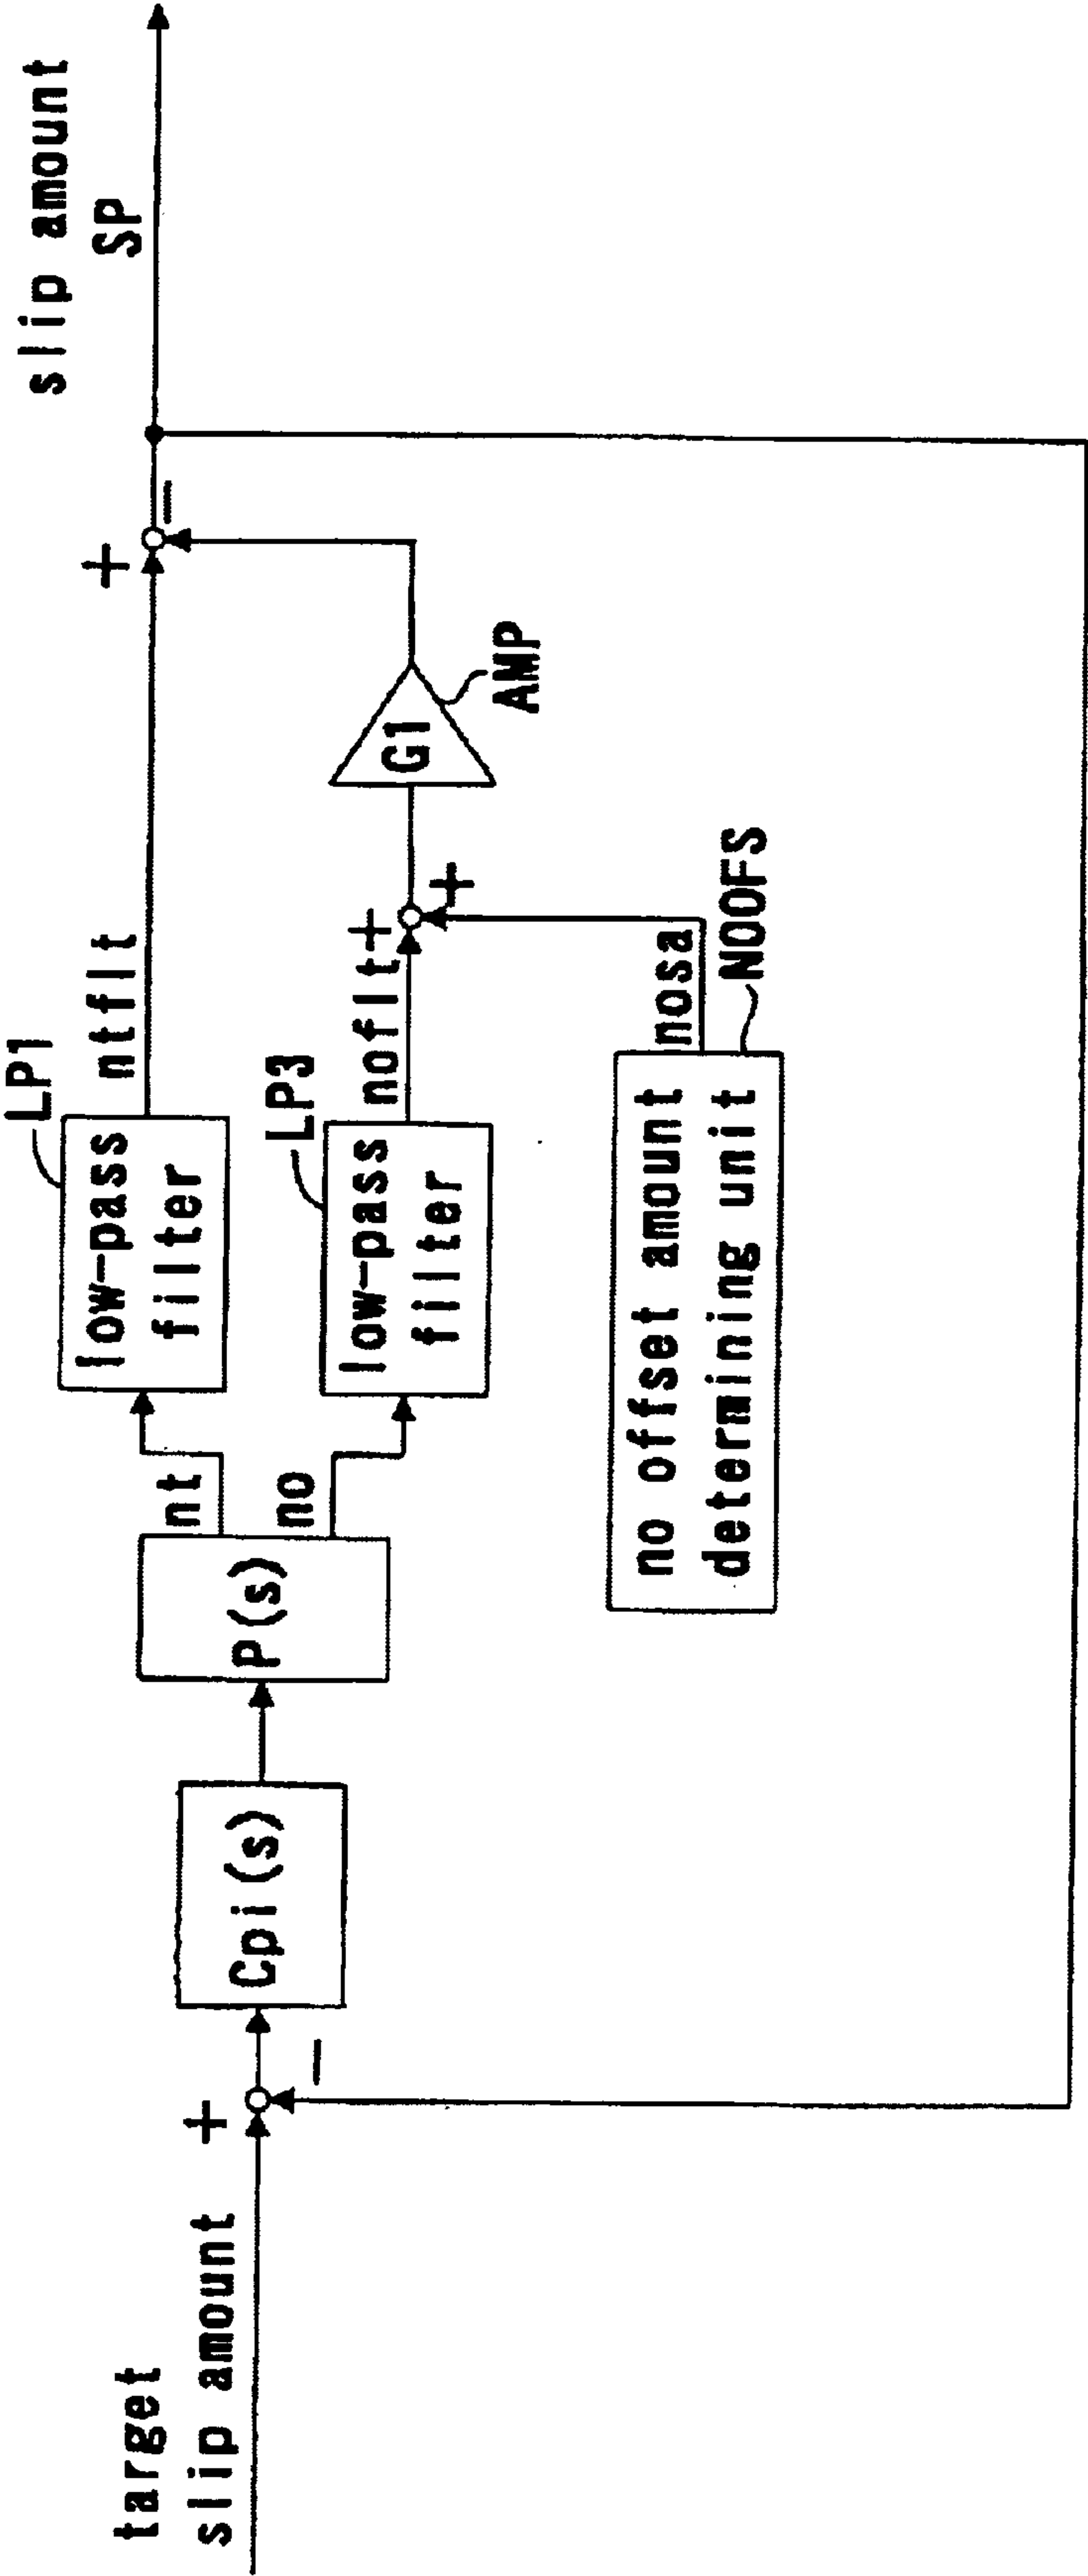 target
slip amount
+
−
Cpi(s)
P(s)
nt
no
LP1
low-pass
filter
ntflt
LP3
low-pass
filter
noflt
+
+
no offset amount
determining unit
nosa
NOOFS
G1
AMP
+
−
slip amount
SP